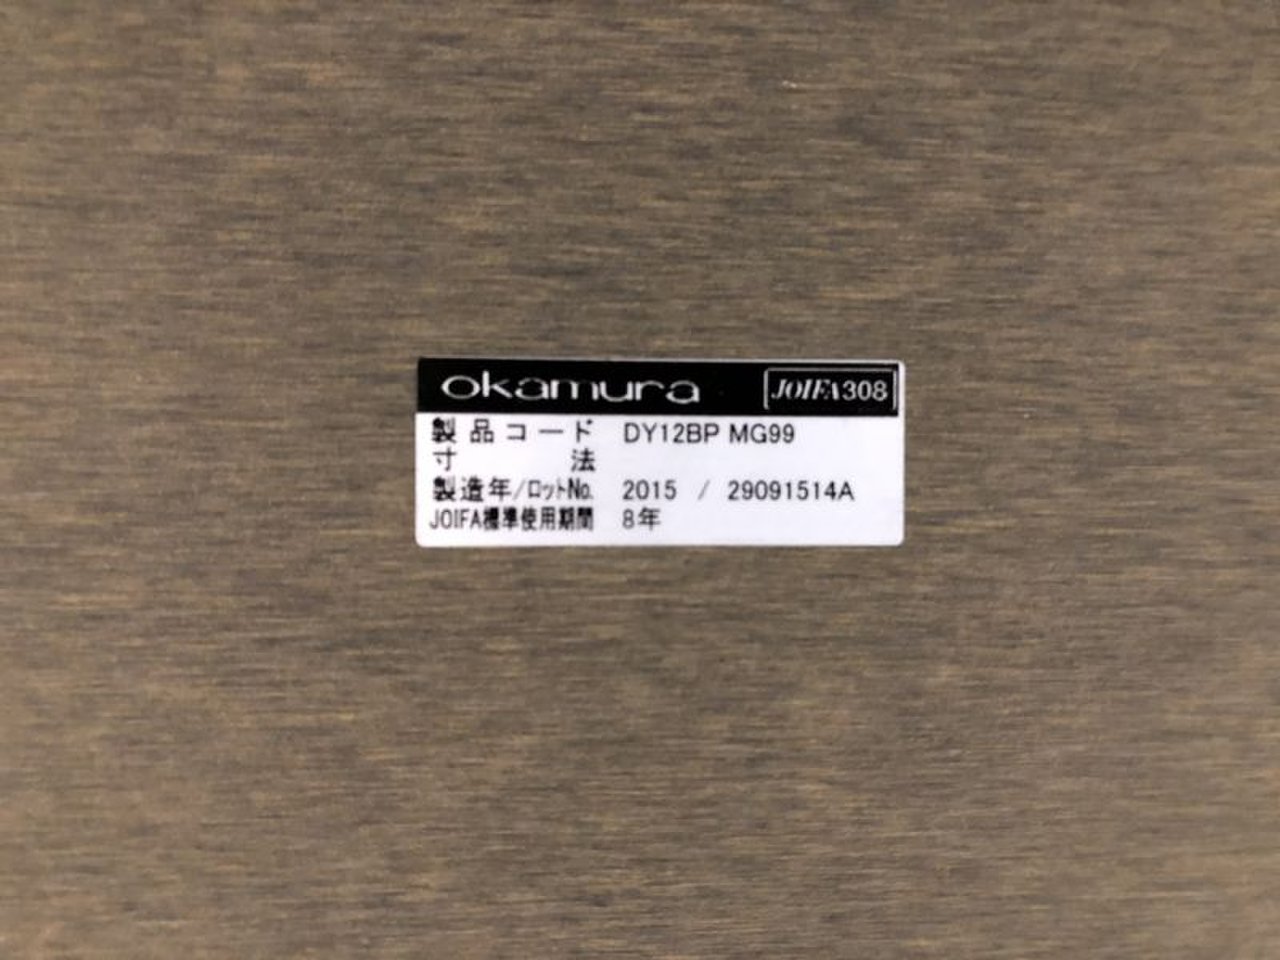 okamura JOIFA308
製品コード DY12BP MG99
寸法
製造年/ロットNo. 2015 / 29091514A
JOIFA標準使用期間 8年